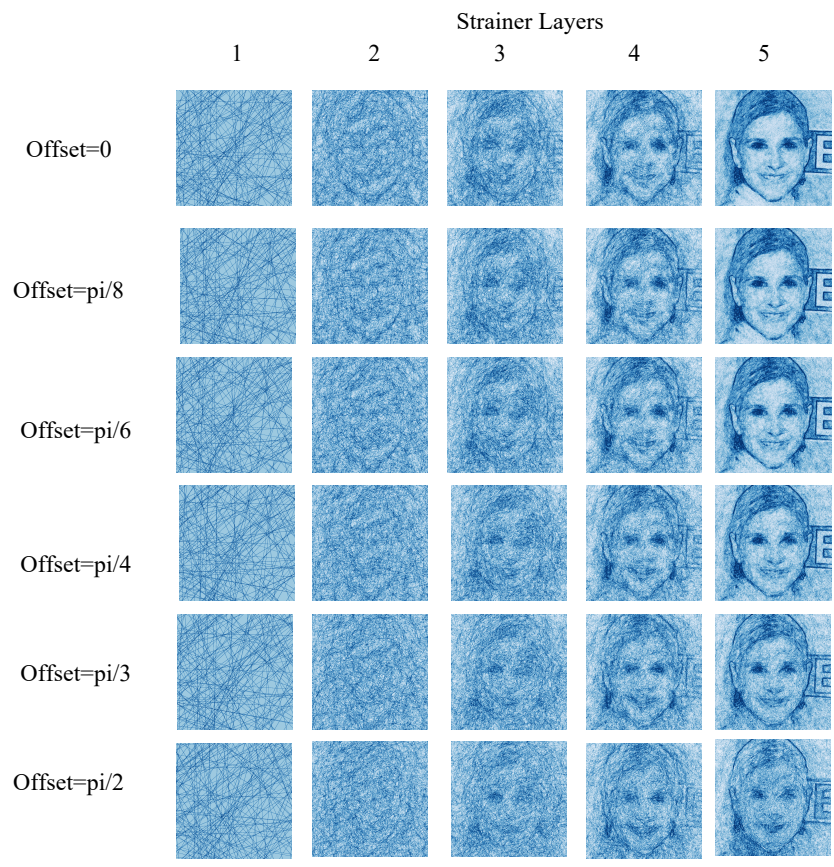 Strainer Layers
1 2 3 4 5
Offset=0
E
Offset=pi/8
E
Offset=pi/6
E
Offset=pi/4
E
Offset=pi/3
E
Offset=pi/2
E